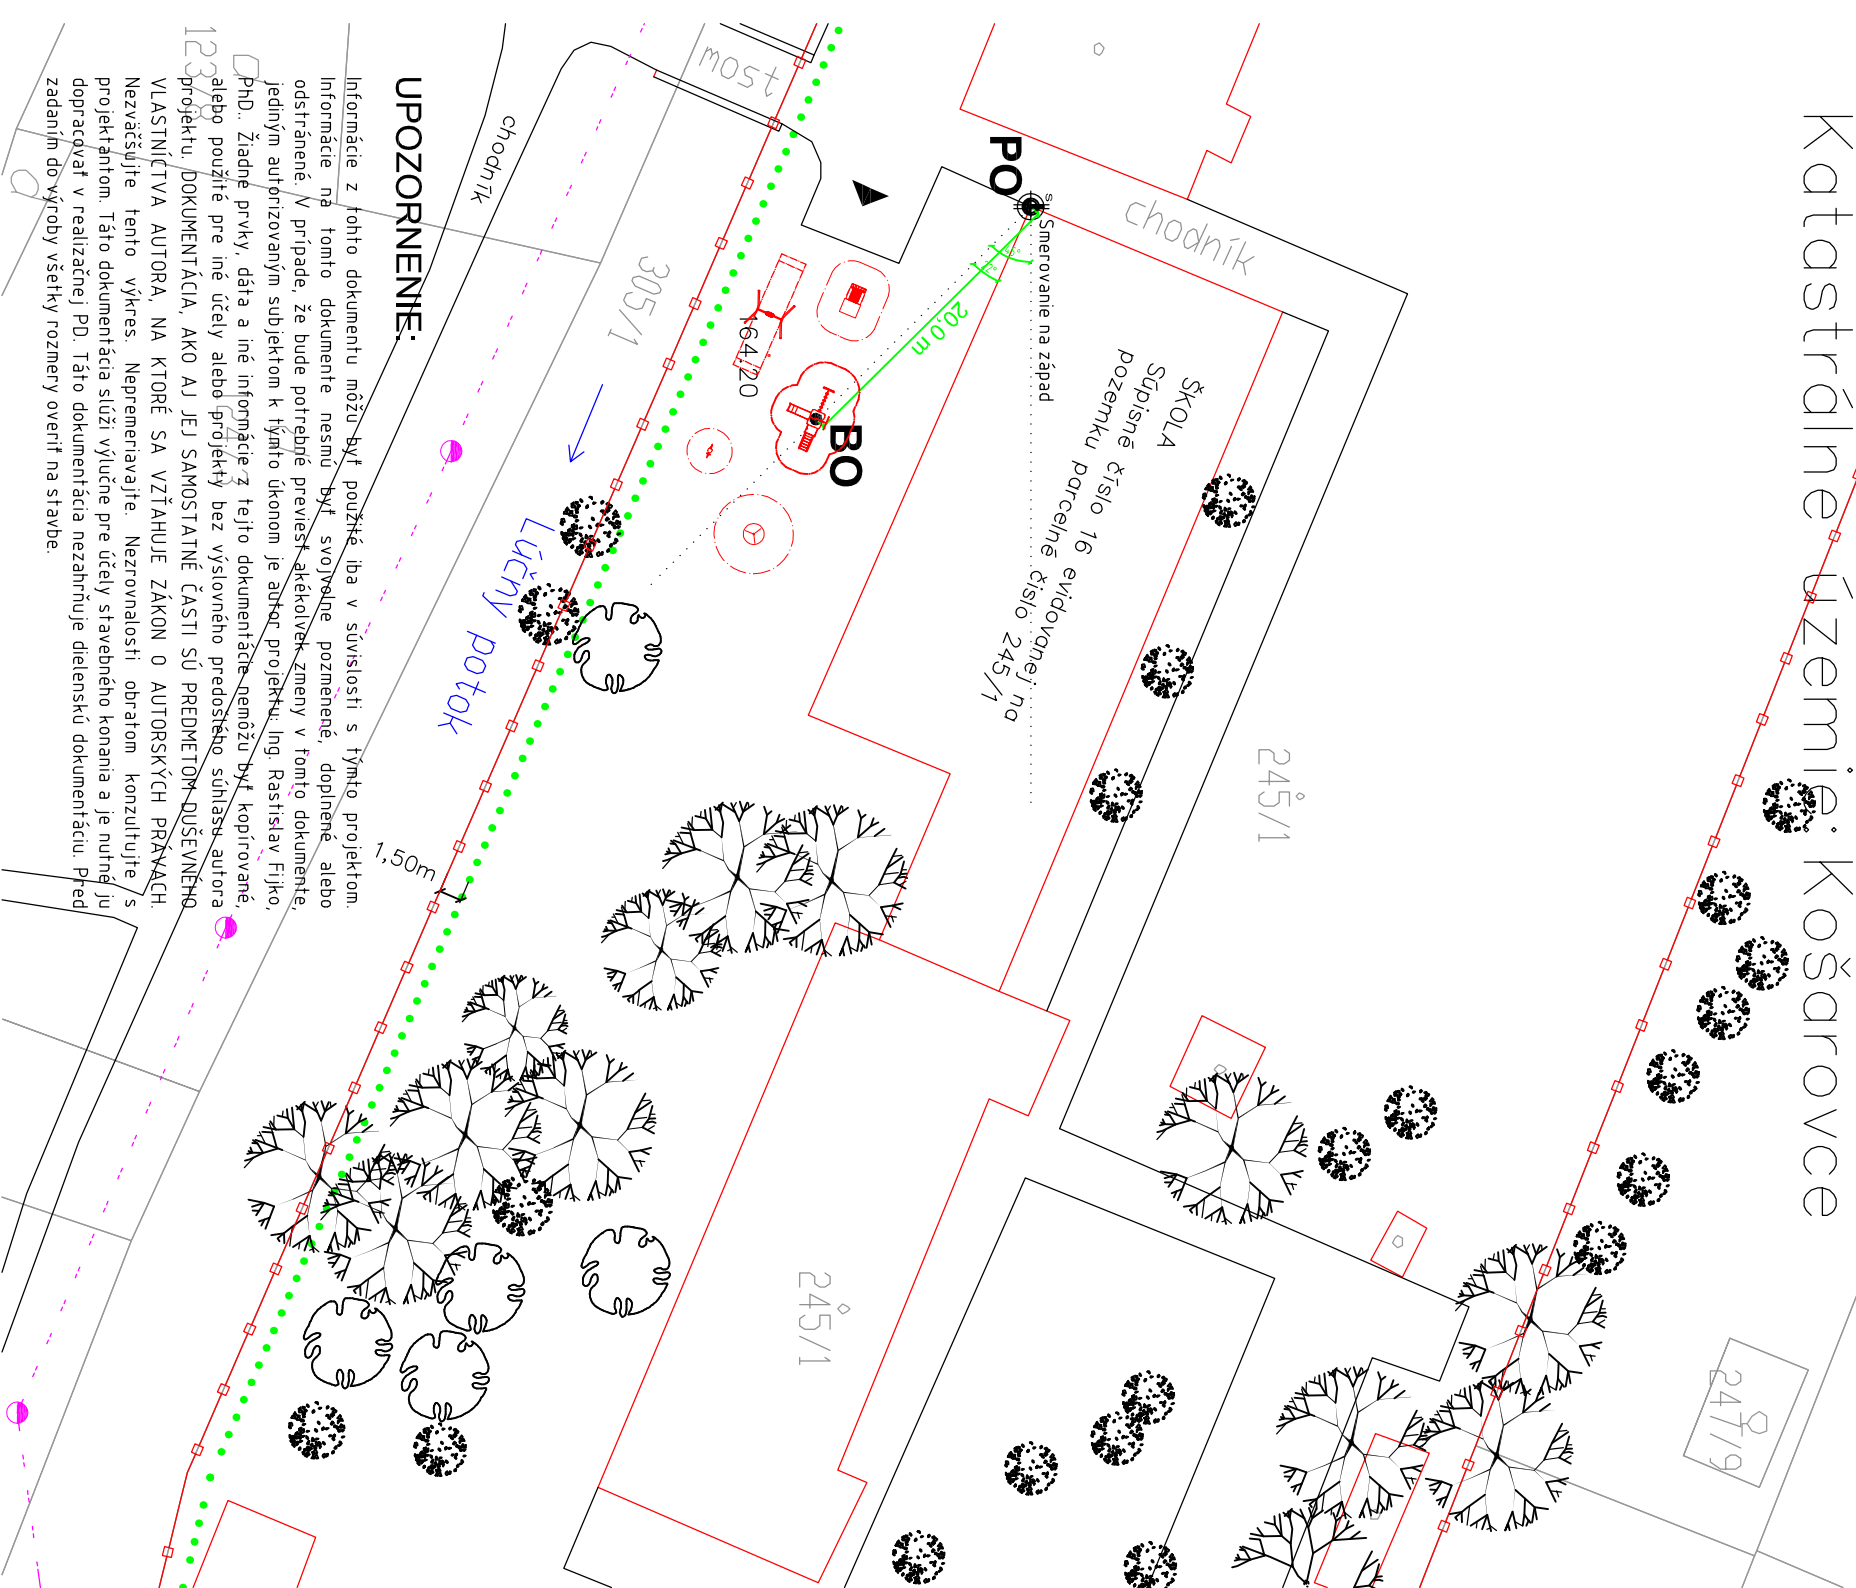 Katastrálne územie: Košarovce
most
chodník
chodník
PO
Smerovanie na západ
20,0 m
BO
164.20
305/1
ŠKOLA
Súpisné číslo 16 evidovanej na
pozemku parcelné číslo 245/1
245/1
245/1
247/9
Lúčny potok
1,50m
UPOZORNENIE:
Informácie z tohto dokumentu môžu byť použité iba v súvislosti s týmto projektom.
Informácie na tomto dokumente nesmú byť svojvoľne pozmenené, doplnené alebo
odstránené. V prípade, že bude potrebné previesť akékoľvek zmeny v tomto dokumente,
jediným autorizovaným subjektom k týmto úkonom je autor projektu: Ing. Rastislav Fijko,
PhD.. Žiadne prvky, dáta a iné informácie z tejto dokumentácie nemôžu byť kopírované,
alebo použité pre iné účely alebo projekty bez výslovného predošlého súhlasu autora
projektu. DOKUMENTÁCIA, AKO AJ JEJ SAMOSTATNÉ ČASTI SÚ PREDMETOM DUŠEVNÉHO
VLASTNÍCTVA AUTORA, NA KTORÉ SA VZŤAHUJE ZÁKON O AUTORSKÝCH PRÁVACH.
Nezväčšujte tento výkres. Nepremeriavajte. Nezrovnalosti obratom konzultujte s
projektantom. Táto dokumentácia slúži výlučne pre účely stavebného konania a je nutné ju
dopracovať v realizačnej PD. Táto dokumentácia nezahŕňuje dielenskú dokumentáciu. Pred
zadaním do výroby všetky rozmery overiť na stavbe.